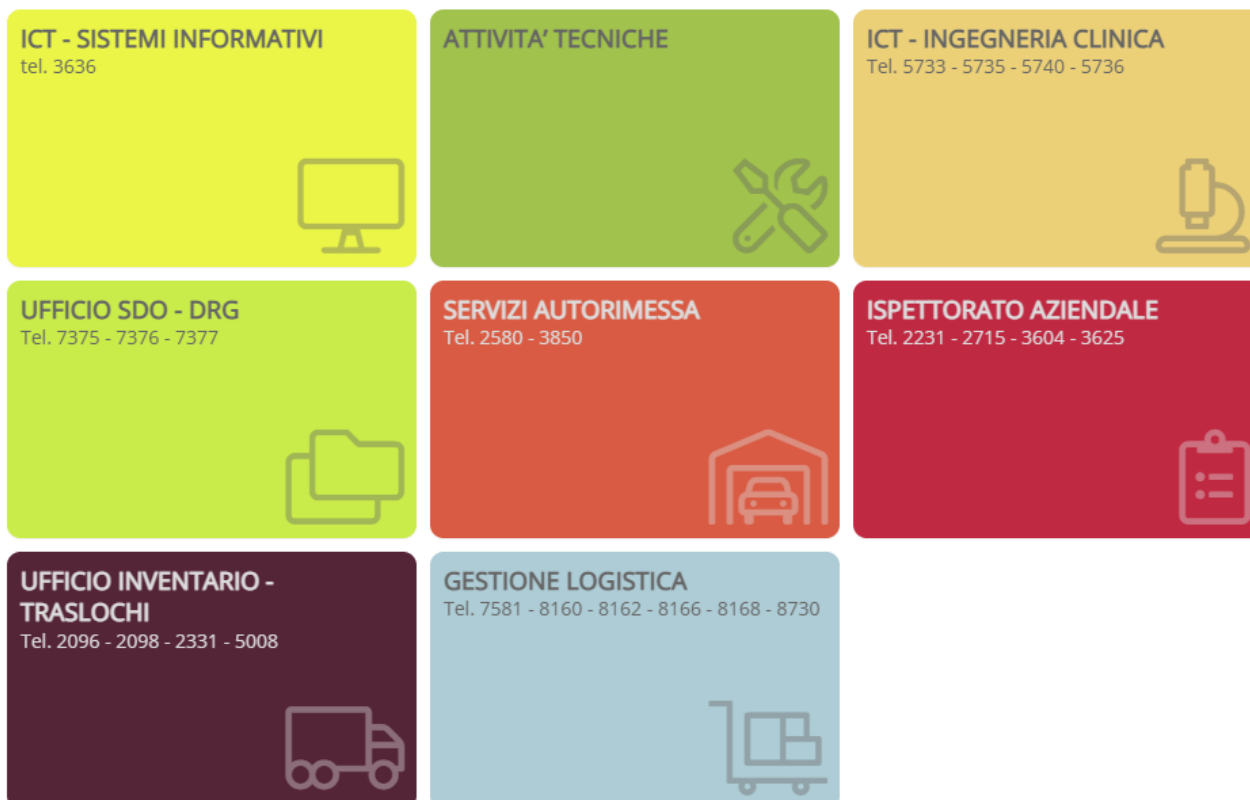 ICT - SISTEMI INFORMATIVI
tel. 3636
ATTIVITA’ TECNICHE
ICT - INGEGNERIA CLINICA
Tel. 5733 - 5735 - 5740 - 5736
UFFICIO SDO - DRG
Tel. 7375 - 7376 - 7377
SERVIZI AUTORIMESSA
Tel. 2580 - 3850
ISPETTORATO AZIENDALE
Tel. 2231 - 2715 - 3604 - 3625
UFFICIO INVENTARIO -
TRASLOCHI
Tel. 2096 - 2098 - 2331 - 5008
GESTIONE LOGISTICA
Tel. 7581 - 8160 - 8162 - 8166 - 8168 - 8730